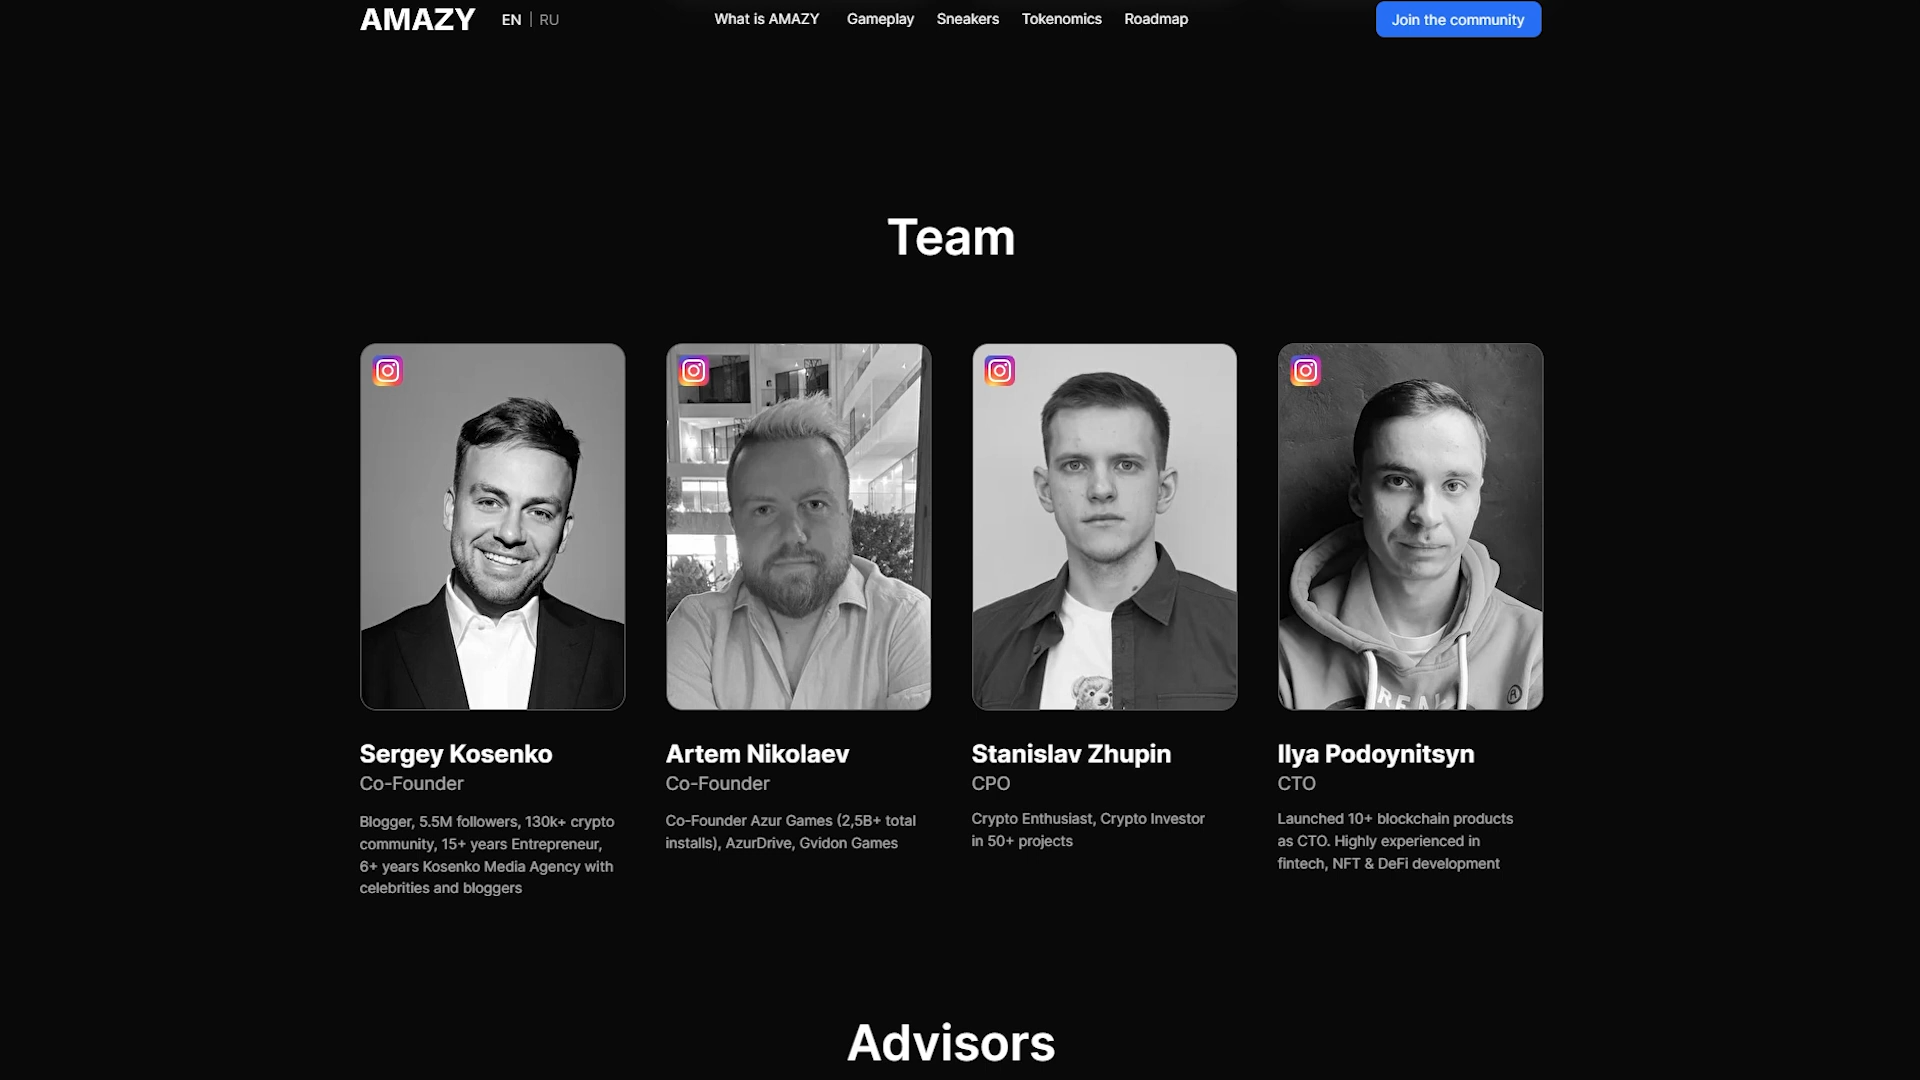 AMAZY
EN | RU
What is AMAZY
Gameplay
Sneakers
Tokenomics
Roadmap
Join the community
Team
Sergey Kosenko
Co-Founder
Blogger, 5.5M followers, 130k+ crypto
community, 15+ years Entrepreneur,
6+ years Kosenko Media Agency with
celebrities and bloggers
Artem Nikolaev
Co-Founder
Co-Founder Azur Games (2,5B+ total
installs), AzurDrive, Gvidon Games
Stanislav Zhupin
CPO
Crypto Enthusiast, Crypto Investor
in 50+ projects
Ilya Podoynitsyn
CTO
Launched 10+ blockchain products
as CTO. Highly experienced in
fintech, NFT & DeFi development
Advisors